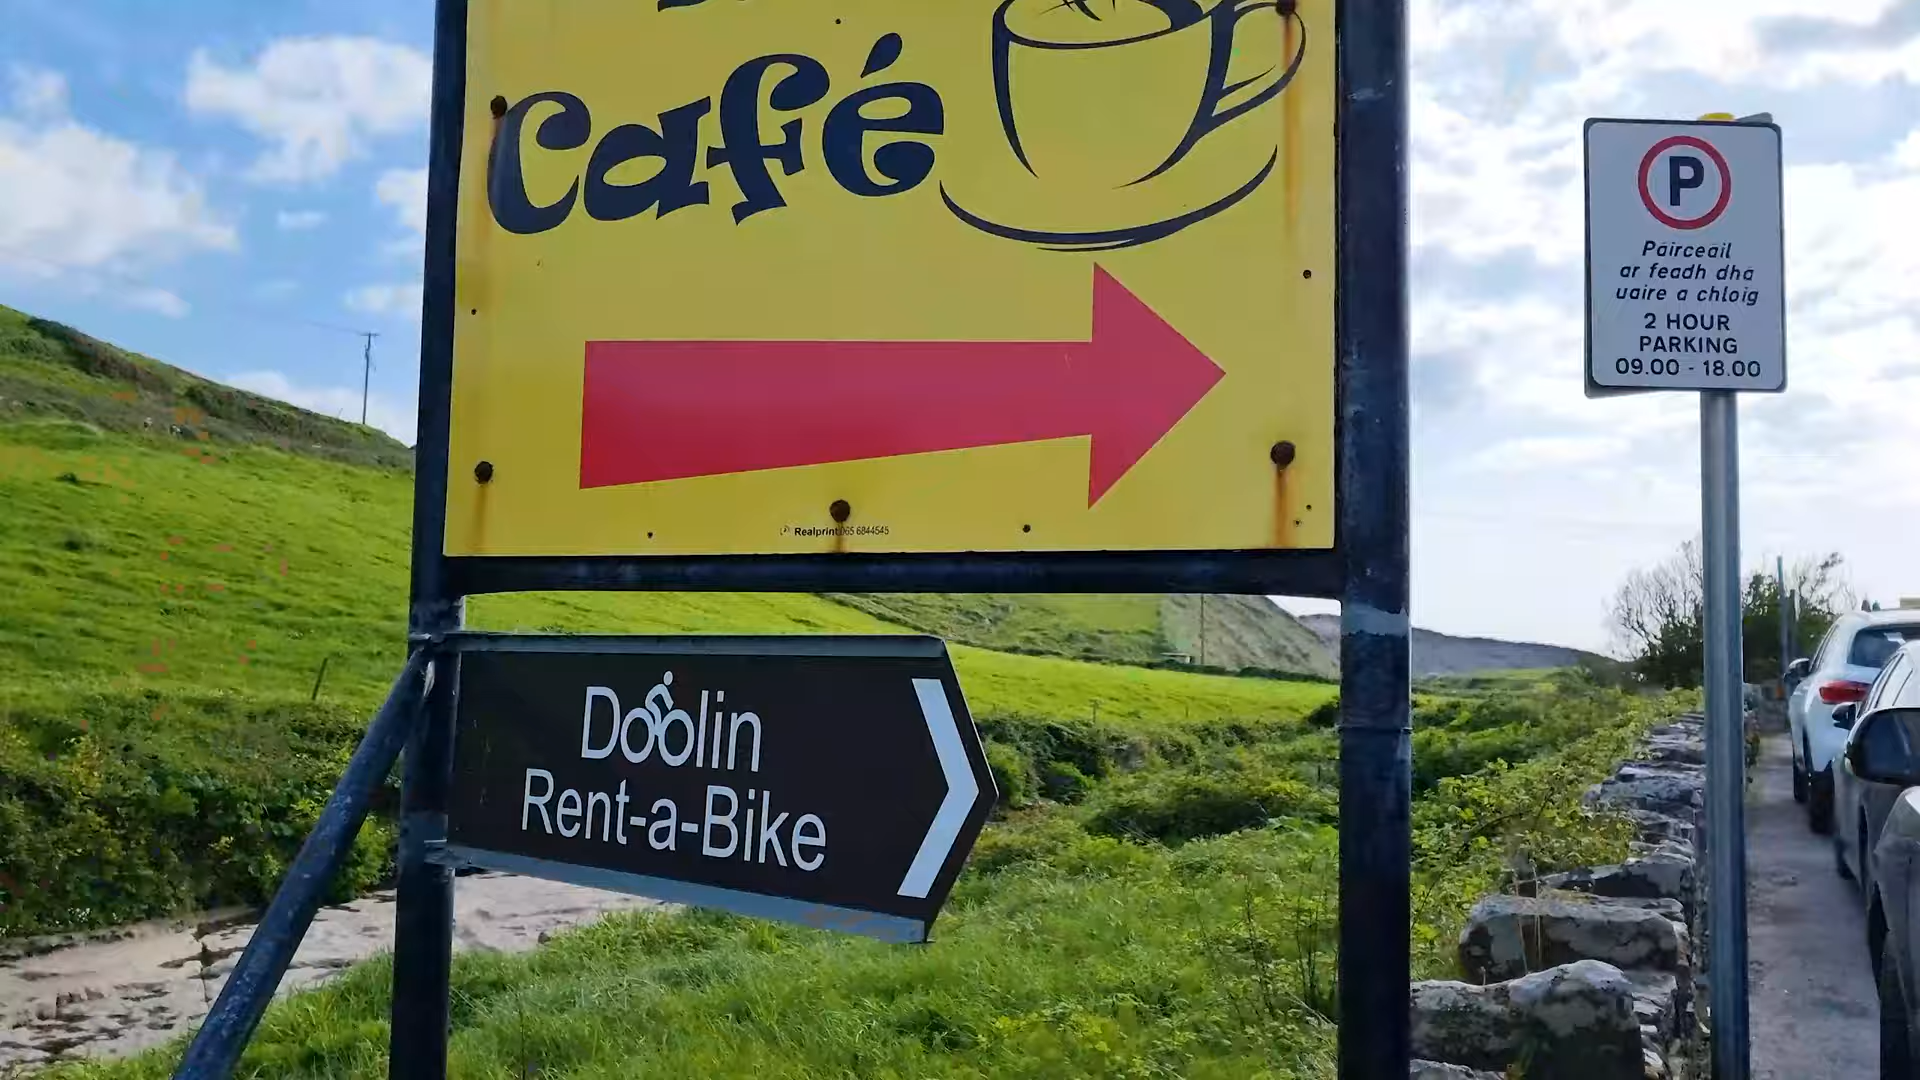 Café
Realprint 065 6844545
Doolin
Rent-a-Bike
P
Páirceáil
ar feadh dhá
uaire a chloig
2 HOUR
PARKING
09.00 - 18.00